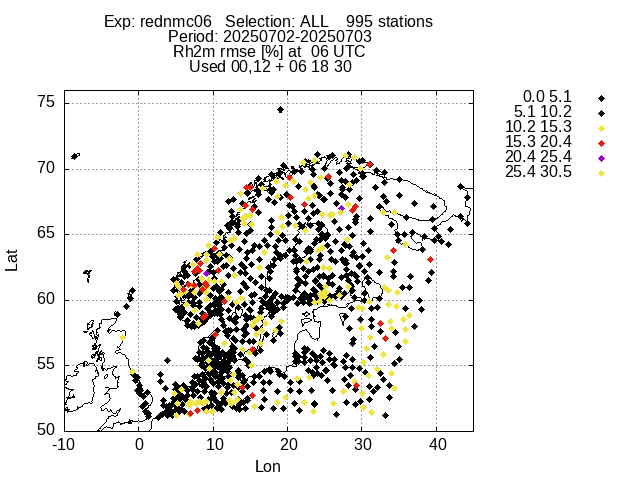 Exp: rednmc06   Selection: ALL    995 stations
Period: 20250702-20250703
Rh2m rmse [%] at  06 UTC
Used 00,12 + 06 18 30
0.0 5.1
5.1 10.2
10.2 15.3
15.3 20.4
20.4 25.4
25.4 30.5
75
70
65
60
55
50
Lat
-10 0 10 20 30 40
Lon